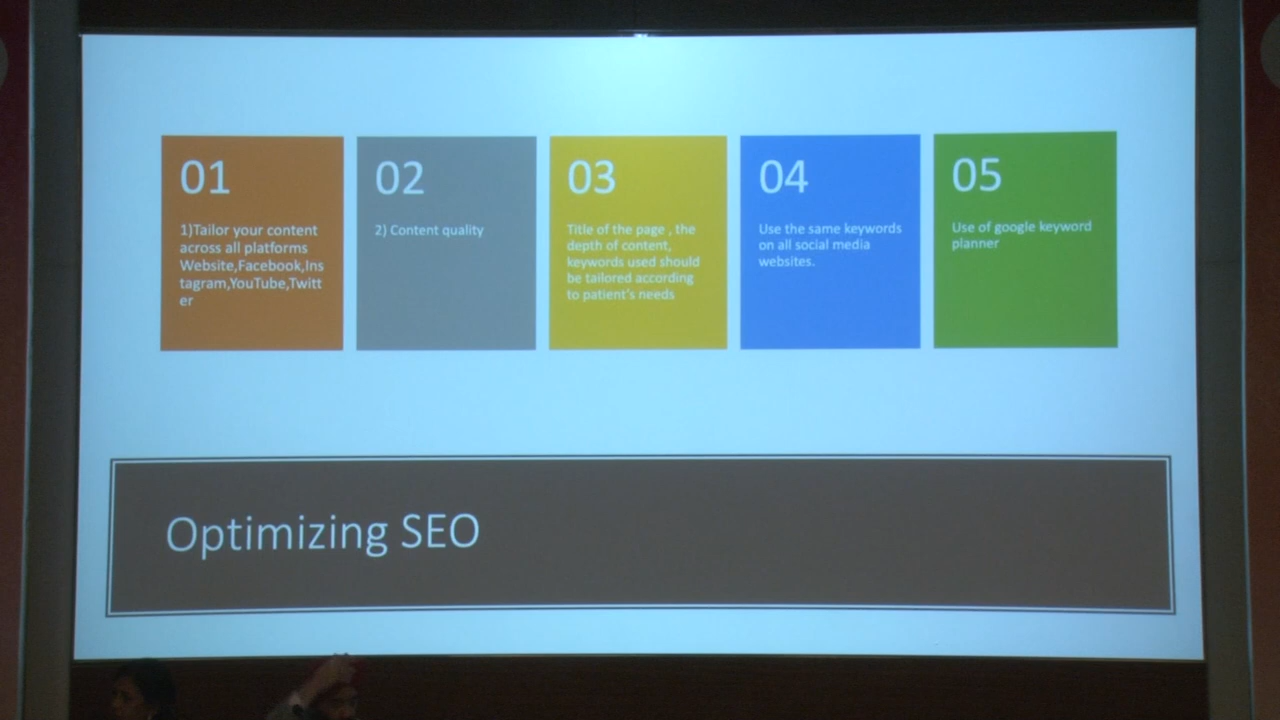 01
1)Tailor your content
across all platforms
Website,Facebook,Ins
tagram,YouTube,Twitt
er
02
2) Content quality
03
Title of the page , the
depth of content,
keywords used should
be tailored according
to patient's needs
04
Use the same keywords
on all social media
websites.
05
Use of google keyword
planner
Optimizing SEO